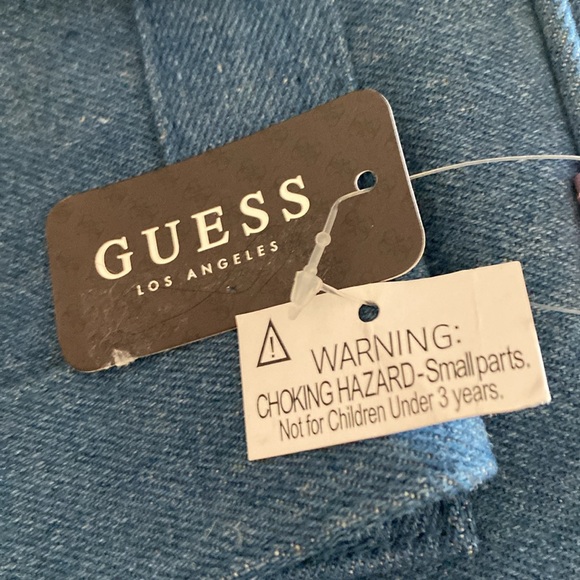 GUESS
LOS ANGELES
WARNING:
CHOKING HAZARD-Small parts.
Not for Children Under 3 years.